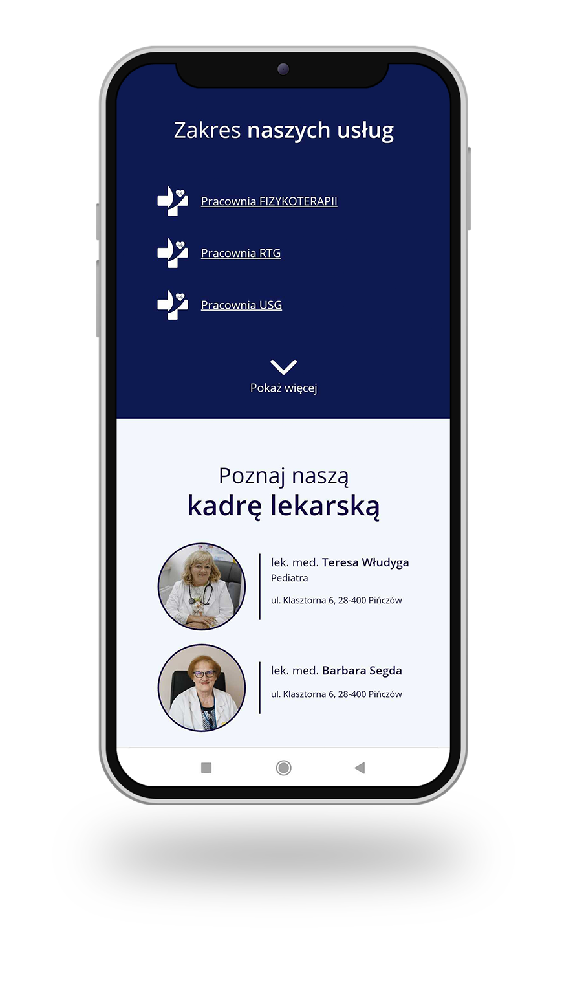 Zakres naszych usług
Pracownia FIZYKOTERAPII
Pracownia RTG
Pracownia USG
Pokaż więcej
Poznaj naszą
kadrę lekarską
lek. med. Teresa Włudyga
Pediatra
ul. Klasztorna 6, 28-400 Pińczów
lek. med. Barbara Segda
ul. Klasztorna 6, 28-400 Pińczów